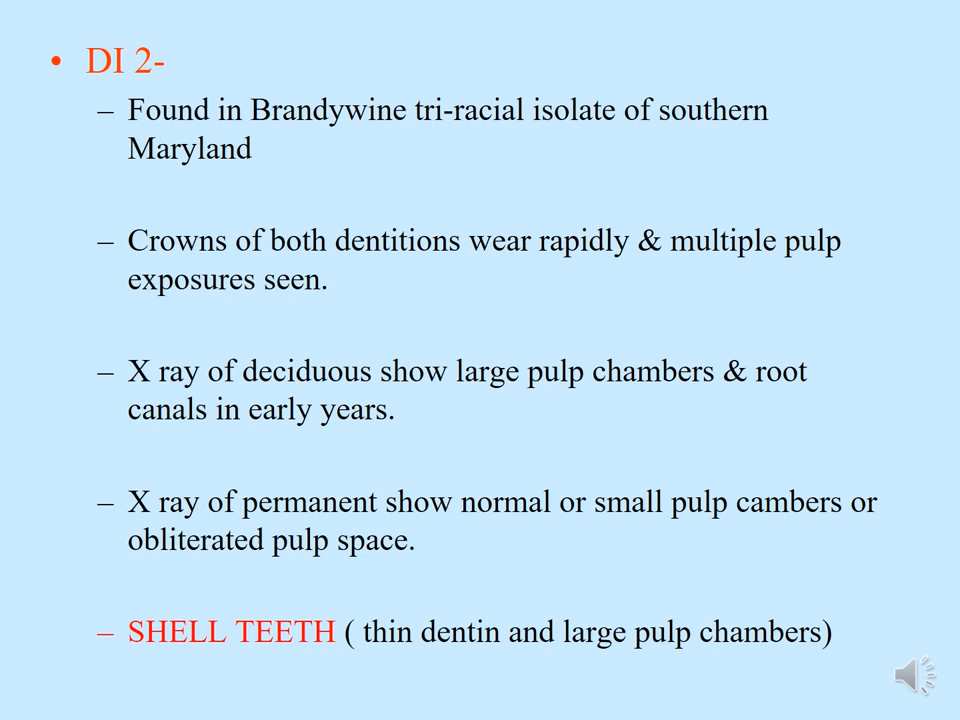 • DI 2-
– Found in Brandywine tri-racial isolate of southern
Maryland
– Crowns of both dentitions wear rapidly & multiple pulp
exposures seen.
– X ray of deciduous show large pulp chambers & root
canals in early years.
– X ray of permanent show normal or small pulp cambers or
obliterated pulp space.
– SHELL TEETH ( thin dentin and large pulp chambers)